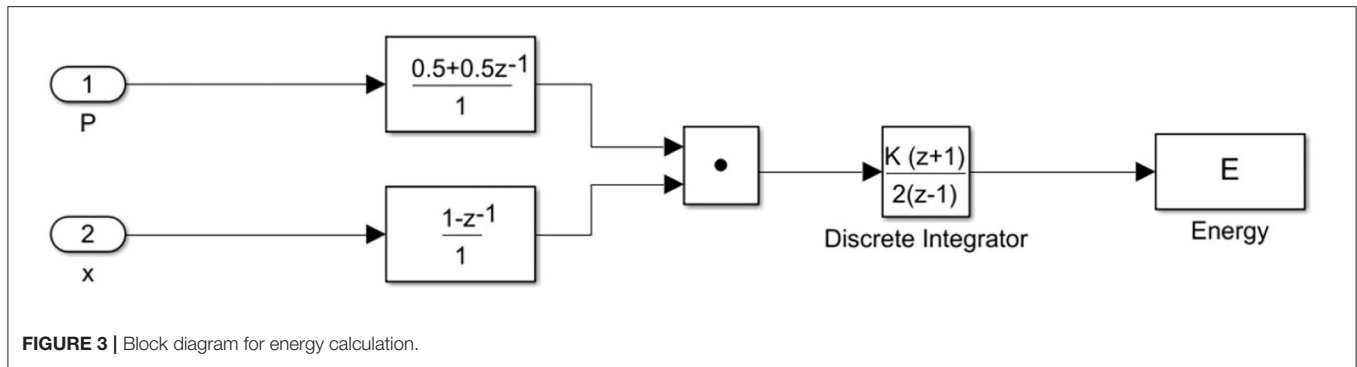 1
P
0.5+0.5z-1
1
2
x
1-z-1
1
K (z+1)
2(z-1)
Discrete Integrator
E
Energy
FIGURE 3 | Block diagram for energy calculation.